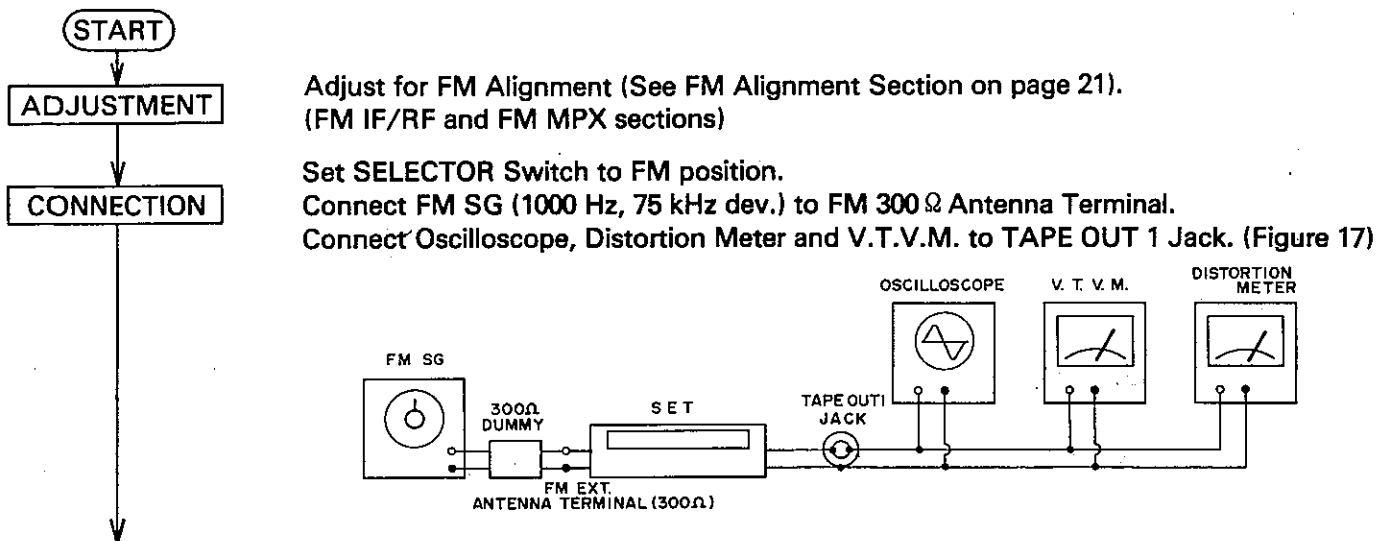 START
ADJUSTMENT
Adjust for FM Alignment (See FM Alignment Section on page 21).
(FM IF/RF and FM MPX sections)
CONNECTION
Set SELECTOR Switch to FM position.
Connect FM SG (1000 Hz, 75 kHz dev.) to FM 300 Ω Antenna Terminal.
Connect Oscilloscope, Distortion Meter and V.T.V.M. to TAPE OUT 1 Jack. (Figure 17)
OSCILLOSCOPE
V. T. V. M.
DISTORTION
METER
FM SG
300Ω
DUMMY
SET
TAPE OUT1
JACK
FM EXT.
ANTENNA TERMINAL (300Ω)